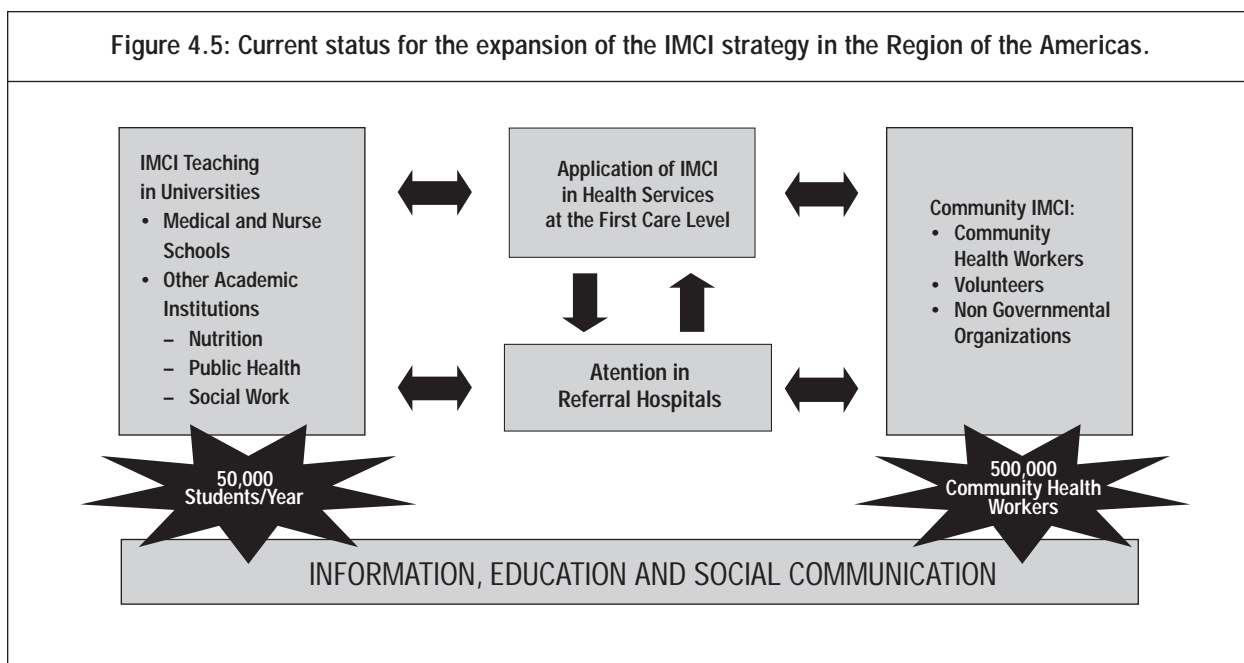 Figure 4.5: Current status for the expansion of the IMCI strategy in the Region of the Americas.
IMCI Teaching
in Universities
• Medical and Nurse
Schools
• Other Academic
Institutions
– Nutrition
– Public Health
– Social Work
Application of IMCI
in Health Services
at the First Care Level
Atention in
Referral Hospitals
Community IMCI:
• Community
Health Workers
• Volunteers
• Non Governmental
Organizations
50,000
Students/Year
500,000
Community Health
Workers
INFORMATION, EDUCATION AND SOCIAL COMMUNICATION